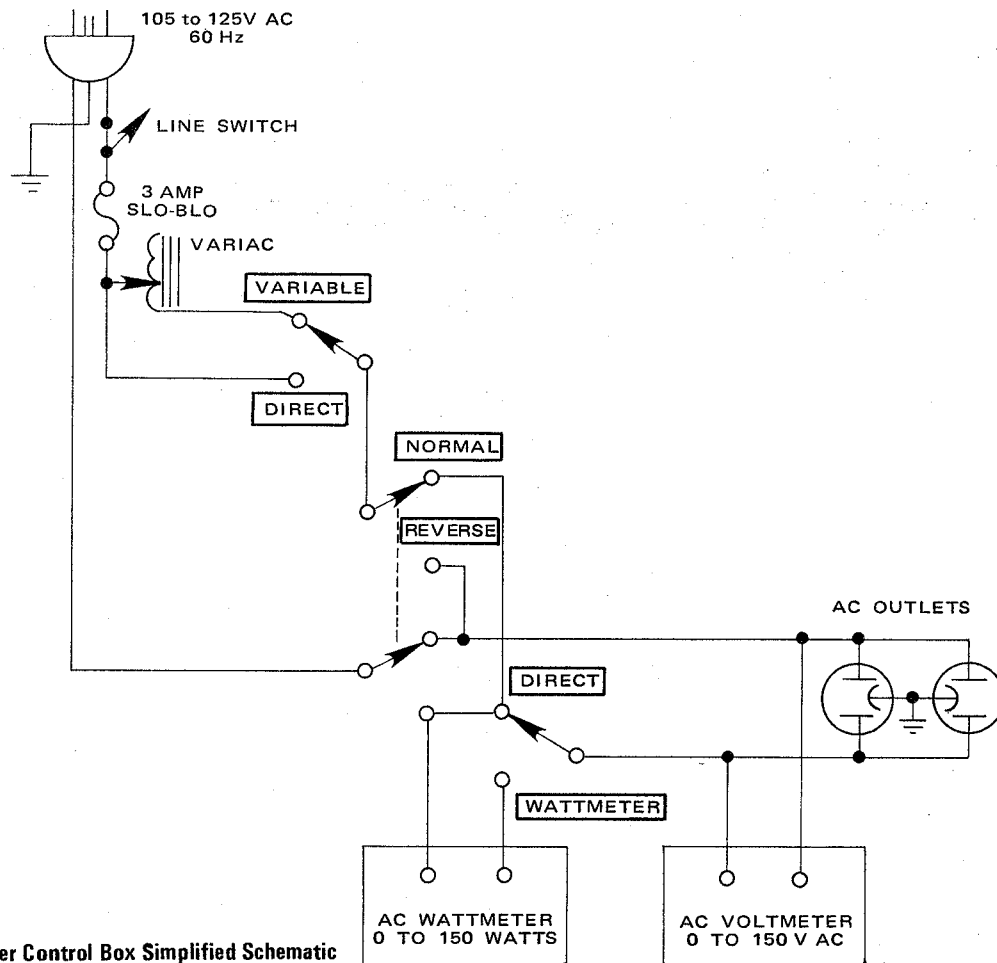 105 to 125V AC
60 Hz
LINE SWITCH
3 AMP
SLO-BLO
VARIAC
VARIABLE
DIRECT
NORMAL
REVERSE
AC OUTLETS
DIRECT
WATTMETER
AC WATTMETER
0 TO 150 WATTS
AC VOLTMETER
0 TO 150 V AC
er Control Box Simplified Schematic